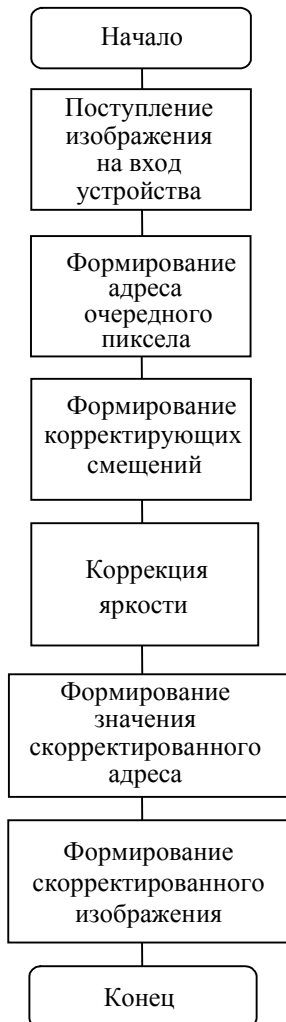 Начало
Поступление
изображения
на вход
устройства
Формирование
адреса
очередного
пиксела
Формирование
корректирующих
смещений
Коррекция
яркости
Формирование
значения
скорректированного
адреса
Формирование
скорректированного
изображения
Конец